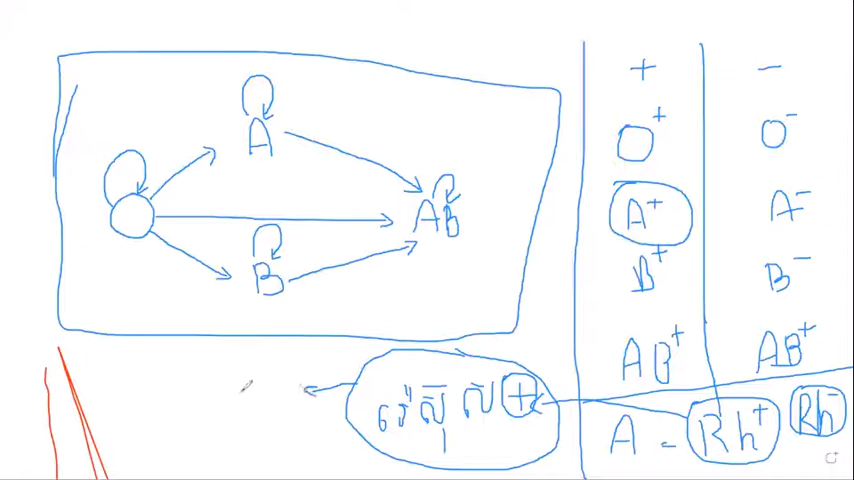 A
O AB
B
+ −
O⁺ O⁻
A⁺ A⁻
B⁺ B⁻
AB⁺ AB⁺
+
A - Rh⁺ Rh⁻